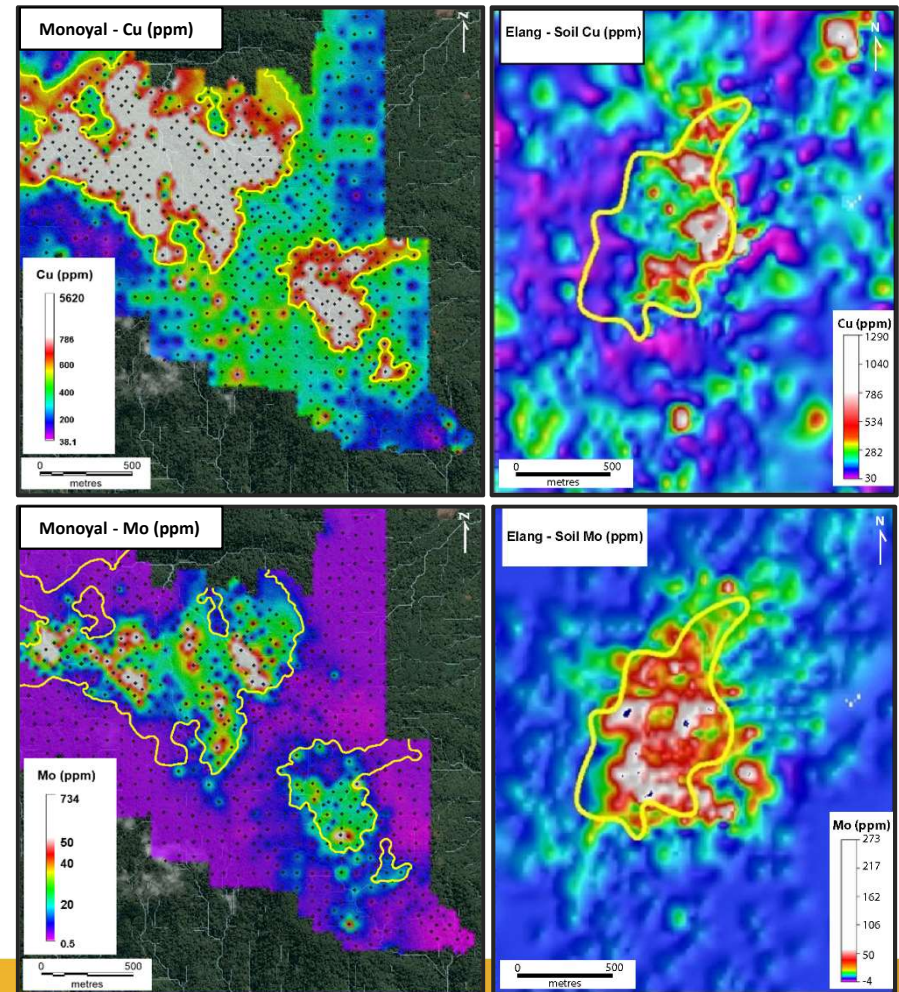 Monoyal - Cu (ppm)
N
Cu (ppm)
5620
786
600
400
200
38.1
0 500
metres
Elang - Soil Cu (ppm)
N
Cu (ppm)
1290
1040
786
534
282
30
0 500
metres
Monoyal - Mo (ppm)
N
Mo (ppm)
734
50
40
20
0.5
0 500
metres
Elang - Soil Mo (ppm)
N
Mo (ppm)
273
217
162
106
50
-4
0 500
metres